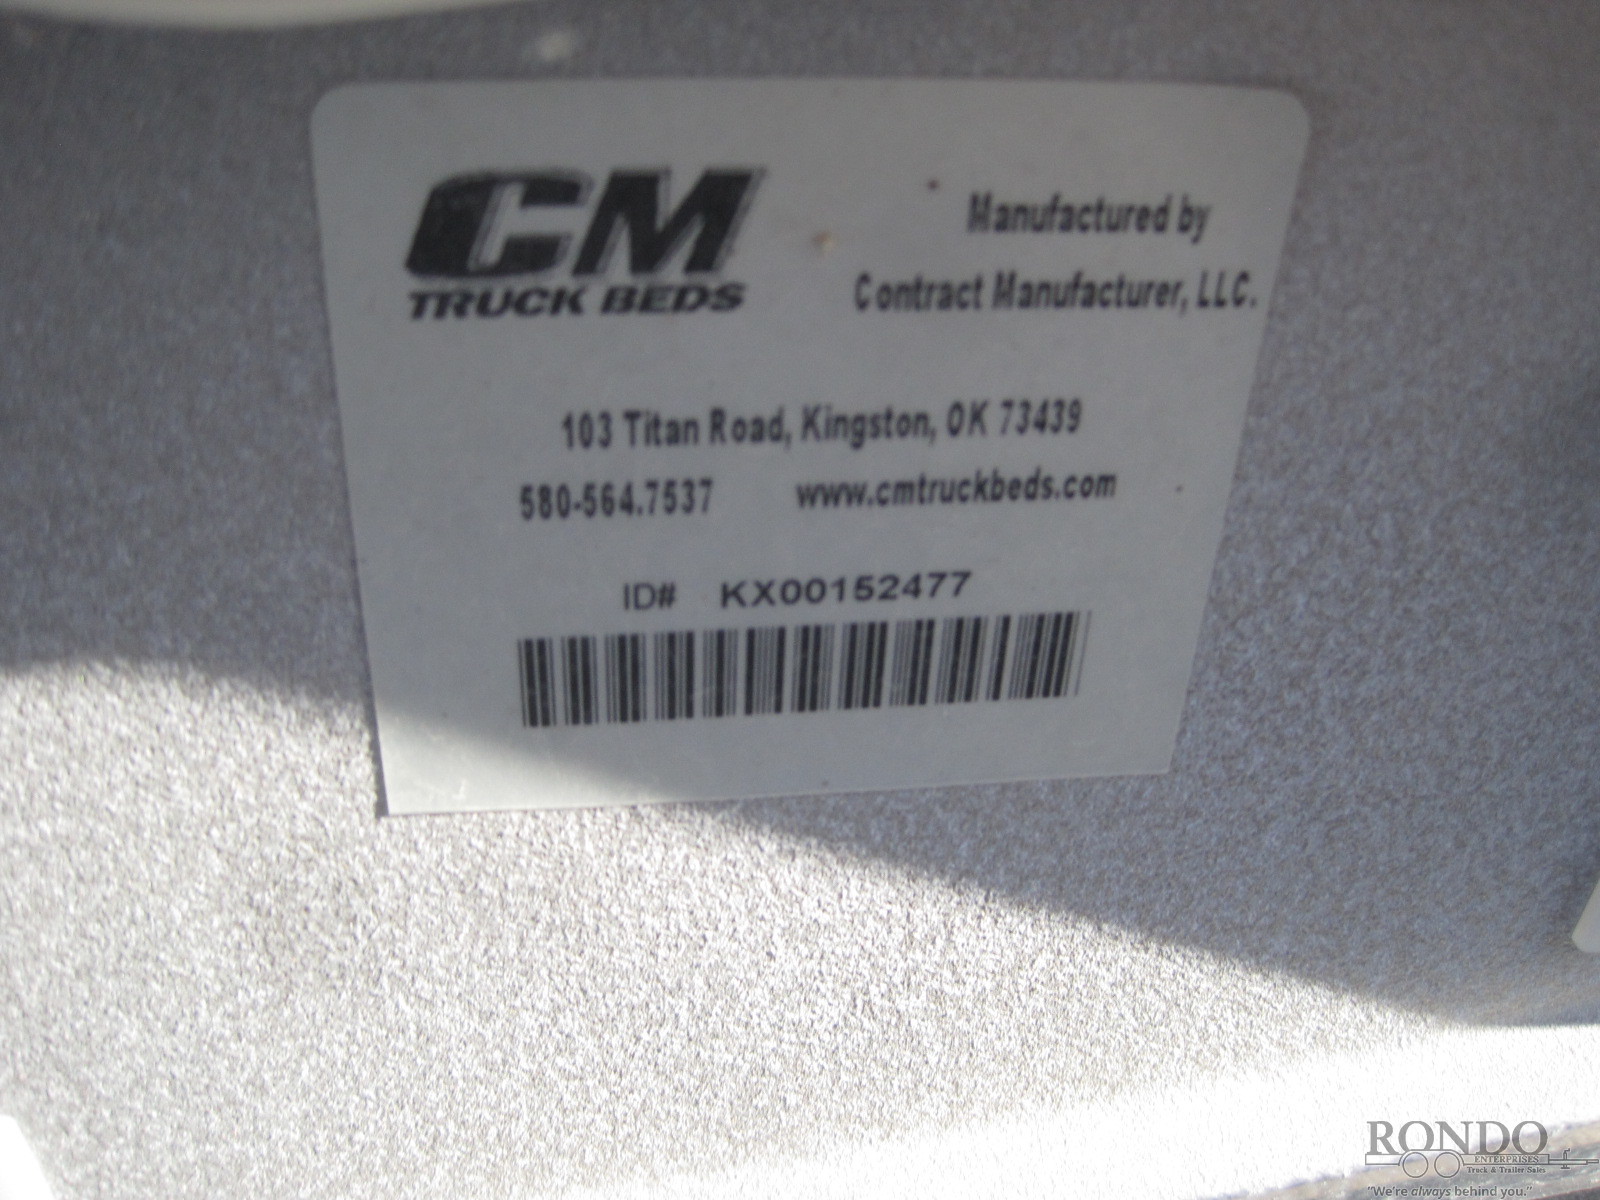 CM
TRUCK BEDS
Manufactured by
Contract Manufacturer, LLC.
103 Titan Road, Kingston, OK 73439
580-564.7537 www.cmtruckbeds.com
ID# KX00152477
RONDO
ENTERPRISES
Truck & Trailer Sales
"We're always behind you."